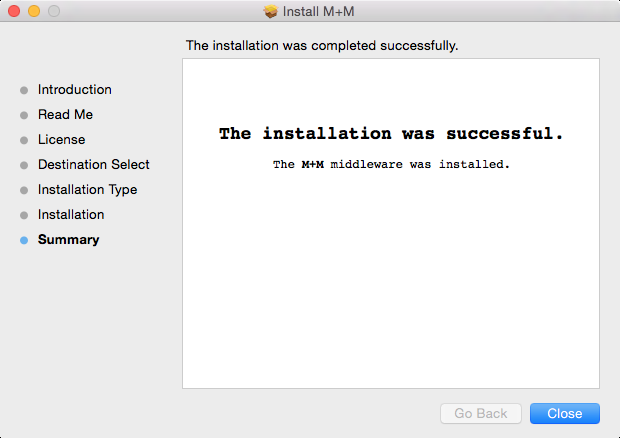 Install M+M
The installation was completed successfully.
Introduction
Read Me
License
Destination Select
Installation Type
Installation
Summary
The installation was successful.
The M+M middleware was installed.
Go Back
Close